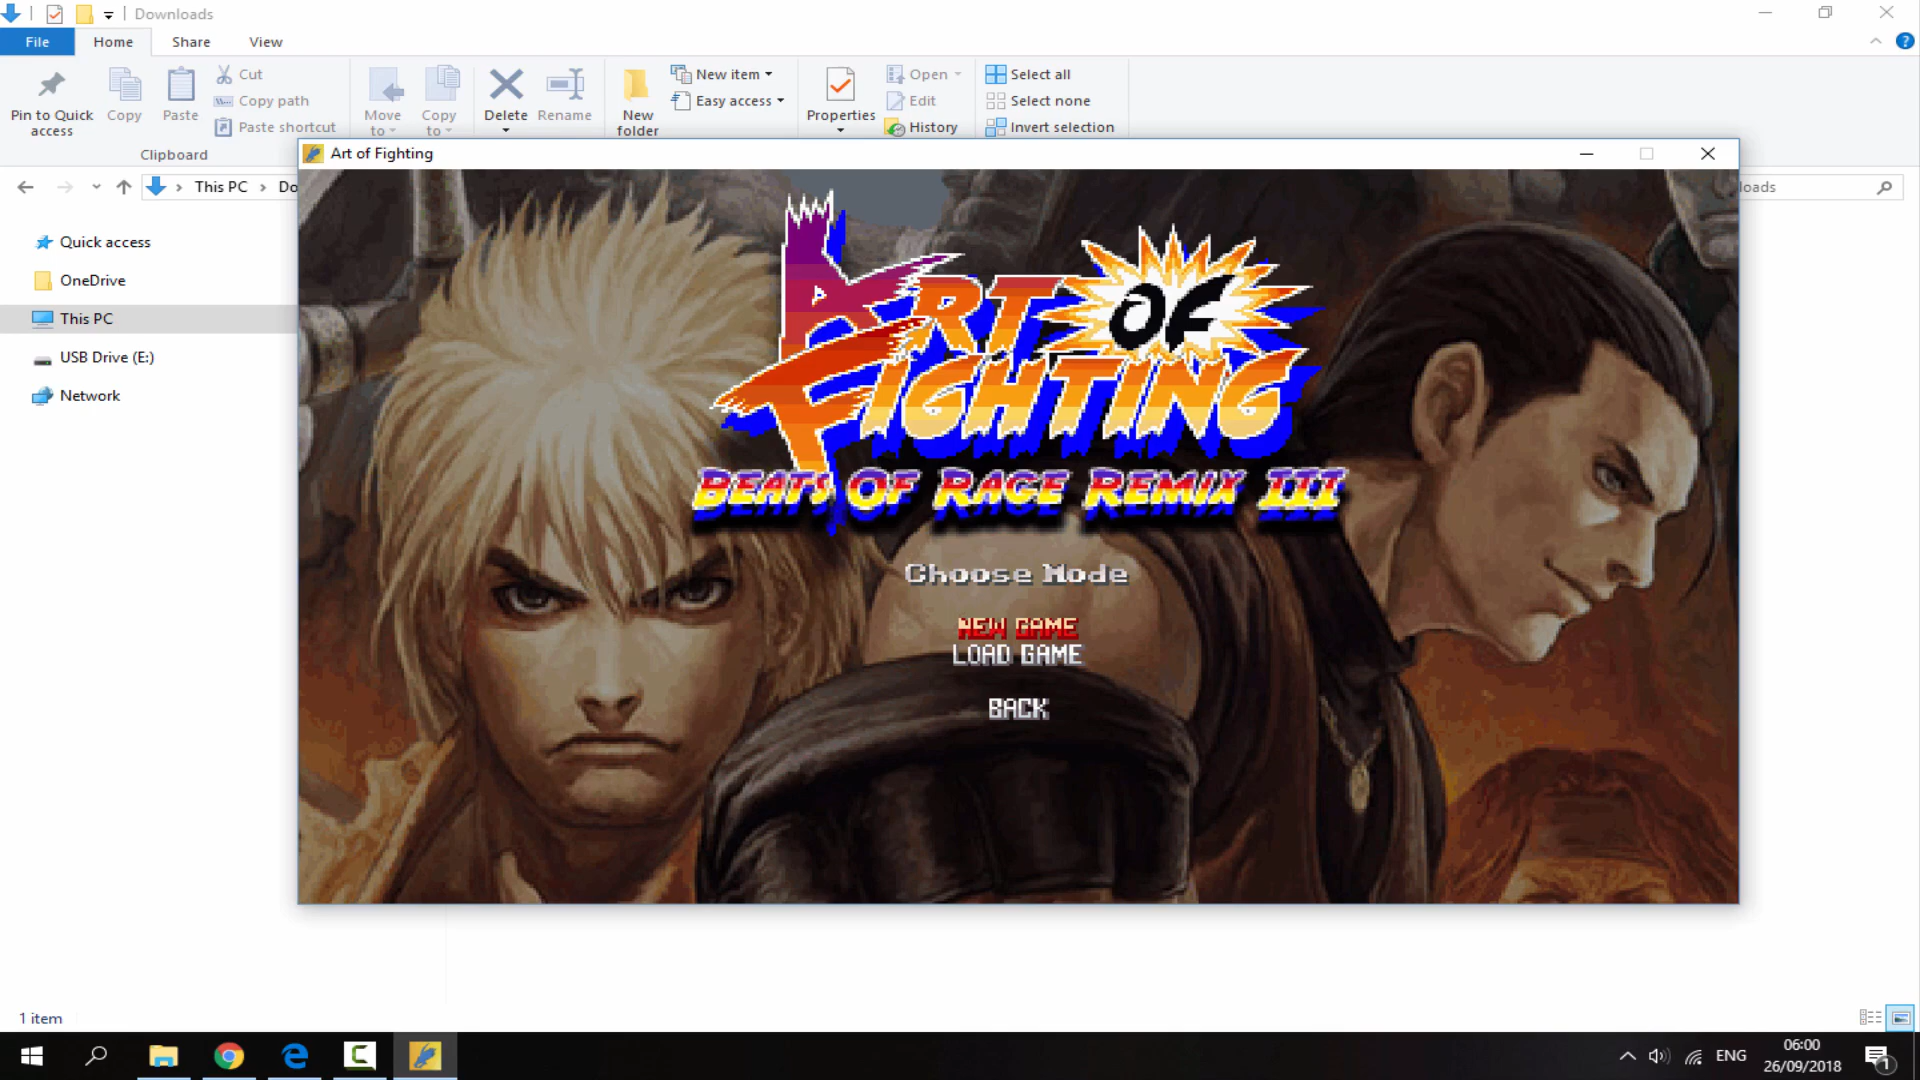 Downloads
File Home Share View
Pin to Quick access
Copy
Paste
Cut
Copy path
Paste shortcut
Clipboard
Move to
Copy to
Delete
Rename
New folder
New item
Easy access
Properties
Open
Edit
History
Select all
Select none
Invert selection
Art of Fighting
This PC Do
loads
Quick access
OneDrive
This PC
USB Drive (E:)
Network
ART OF
FIGHTING
BEATS OF RAGE REMIX III
Choose Mode
NEW GAME
LOAD GAME
BACK
1 item
ENG
06:00
26/09/2018
1